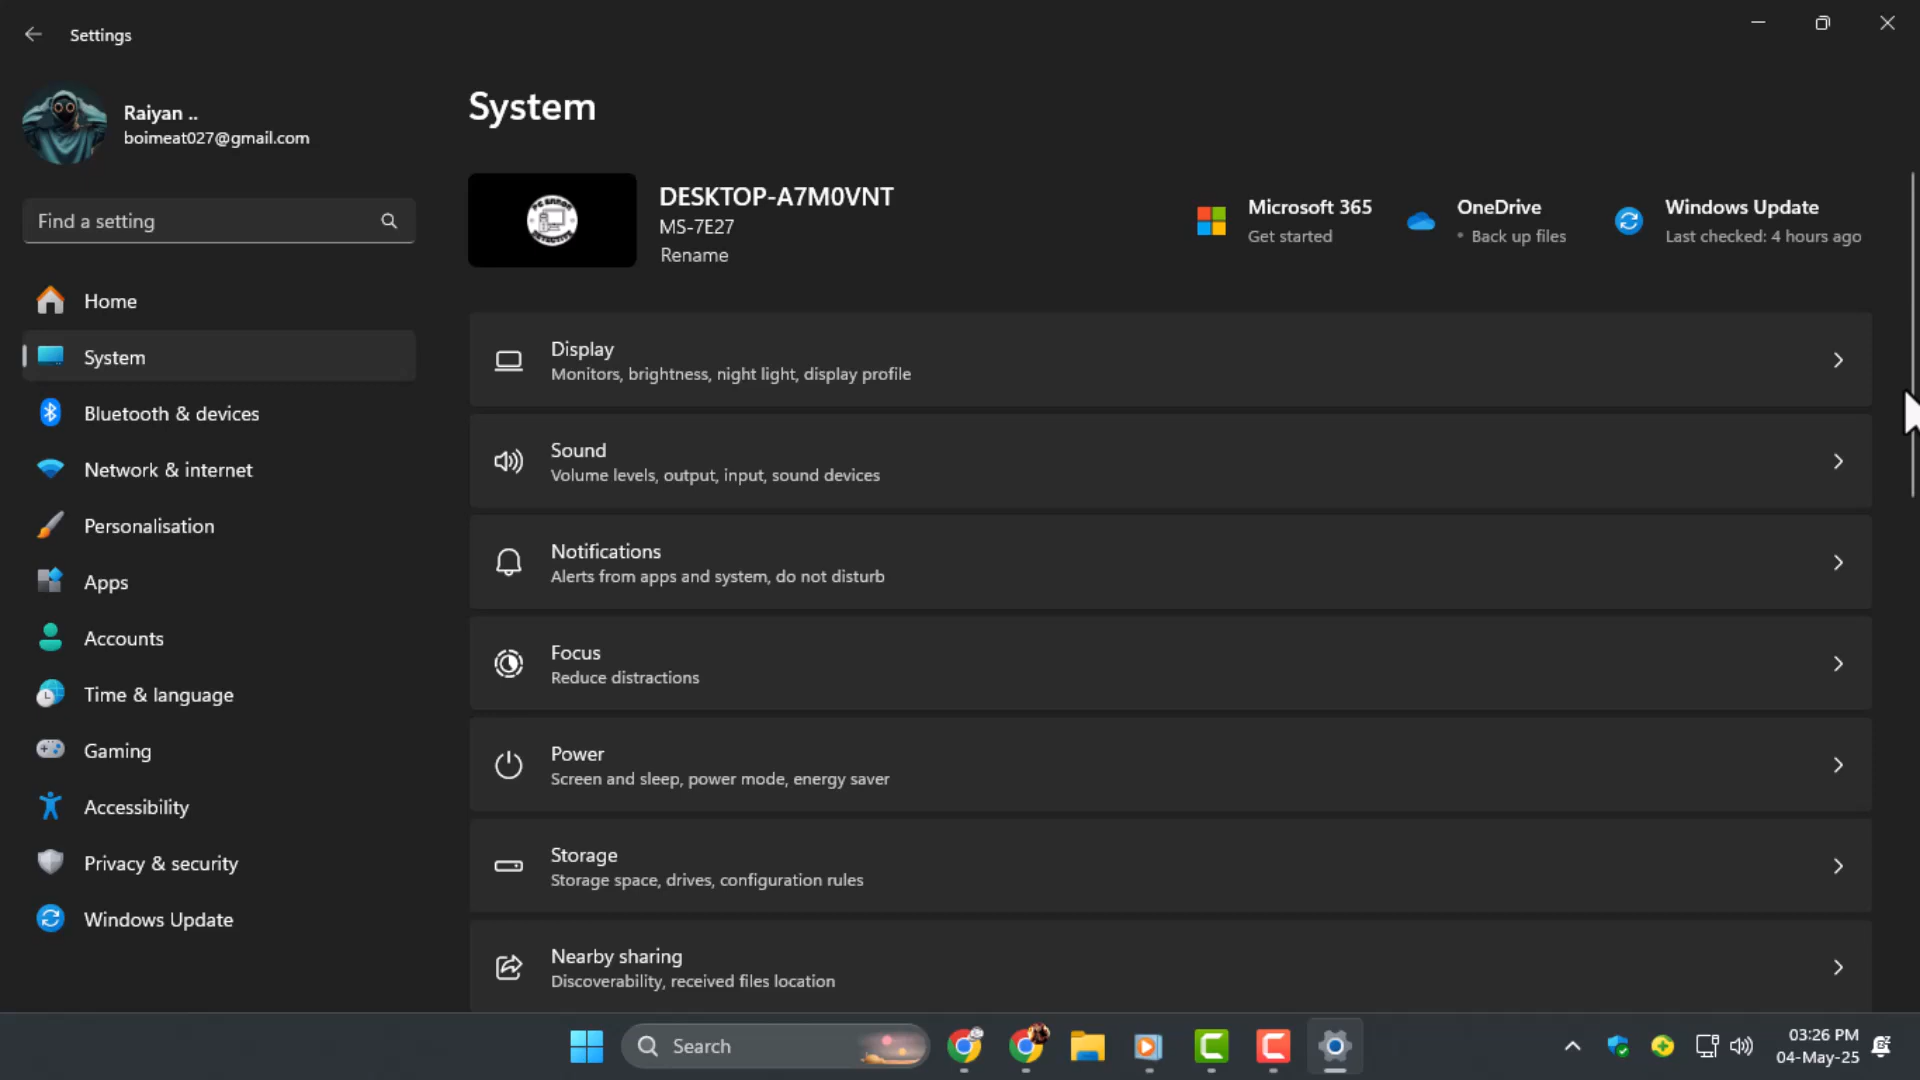 Settings
Raiyan ..
boimeat027@gmail.com
Find a setting
Home
System
Bluetooth & devices
Network & internet
Personalisation
Apps
Accounts
Time & language
Gaming
Accessibility
Privacy & security
Windows Update
System
PC ERROR
DETECTIVE
DESKTOP-A7M0VNT
MS-7E27
Rename
Microsoft 365
Get started
OneDrive
• Back up files
Windows Update
Last checked: 4 hours ago
Display
Monitors, brightness, night light, display profile
Sound
Volume levels, output, input, sound devices
Notifications
Alerts from apps and system, do not disturb
Focus
Reduce distractions
Power
Screen and sleep, power mode, energy saver
Storage
Storage space, drives, configuration rules
Nearby sharing
Discoverability, received files location
Search
03:26 PM
04-May-25